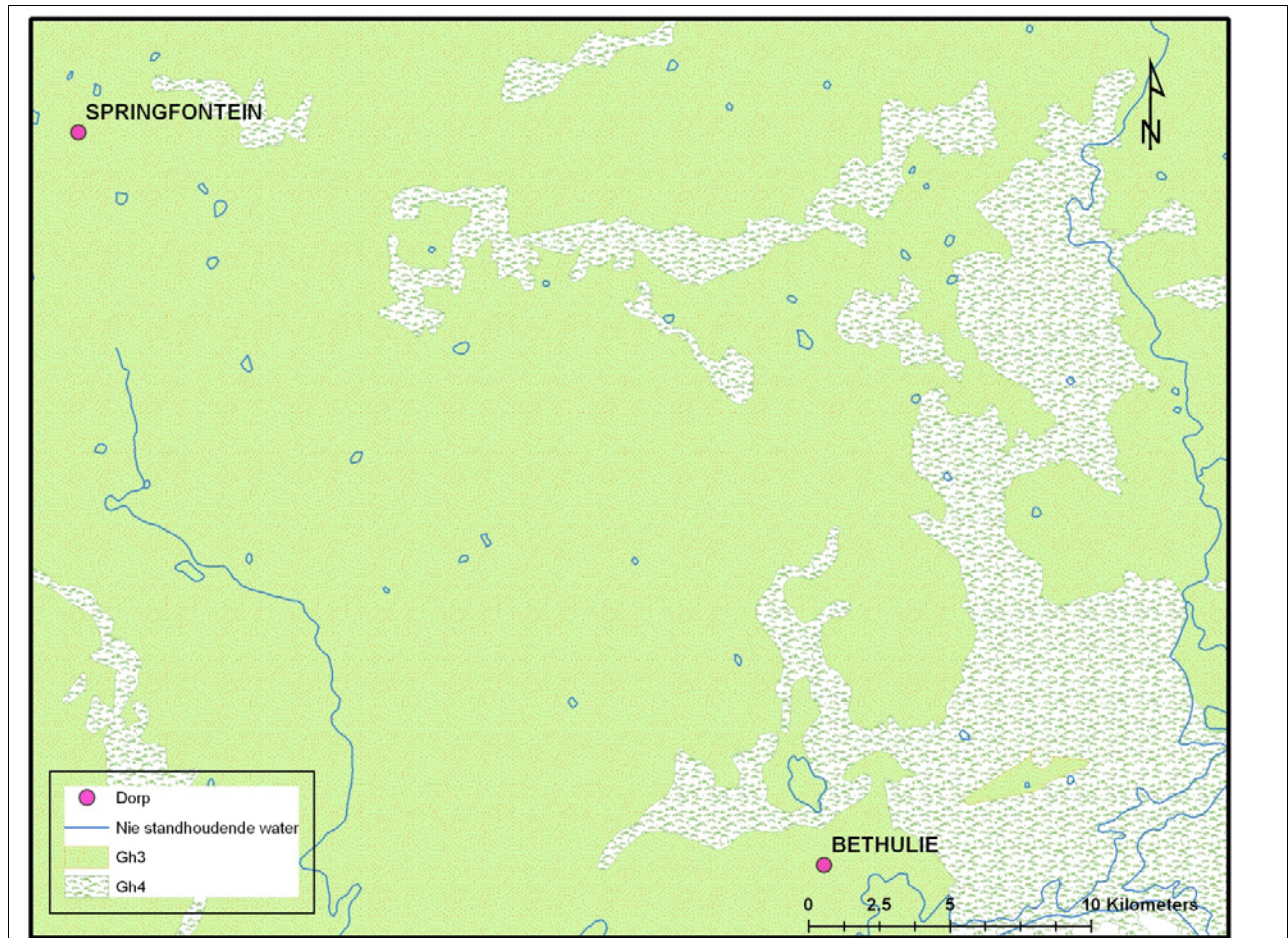 SPRINGFONTEIN
N
Dorp
Nie standhoudende water
Gh3
Gh4
BETHULIE
0 2,5 5 10 Kilometers